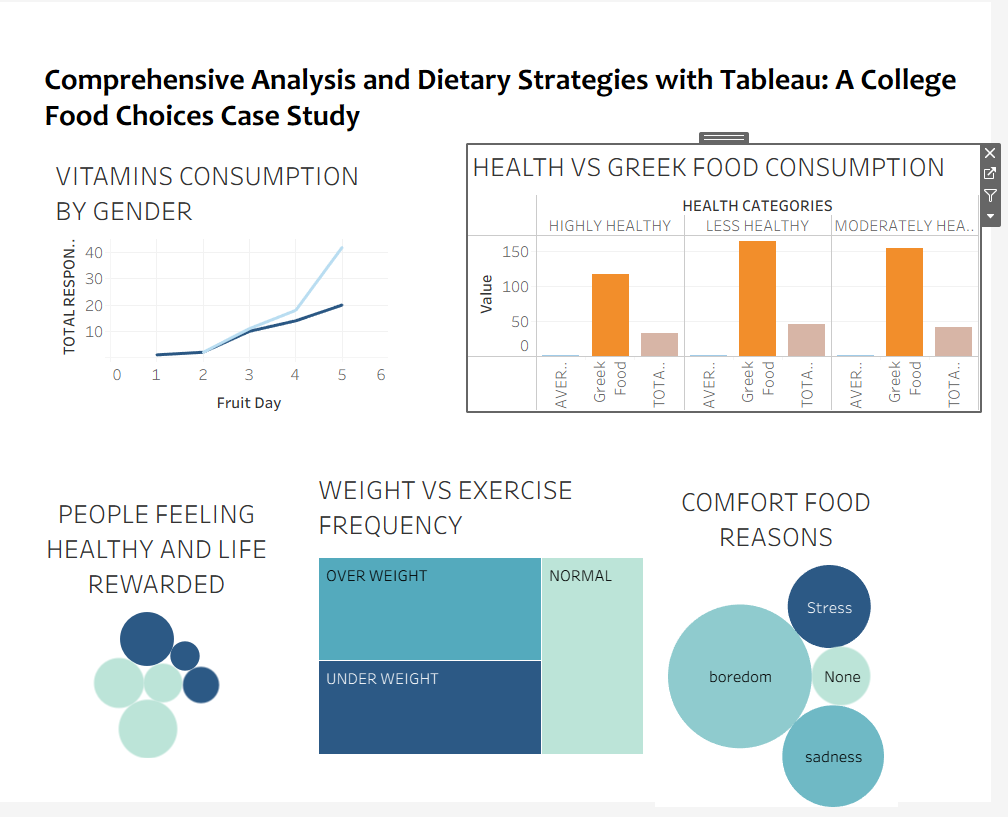 Comprehensive Analysis and Dietary Strategies with Tableau: A College
Food Choices Case Study
VITAMINS CONSUMPTION
BY GENDER
TOTAL RESPON..
40
30
20
10
0 1 2 3 4 5 6
Fruit Day
HEALTH VS GREEK FOOD CONSUMPTION
HEALTH CATEGORIES
HIGHLY HEALTHY LESS HEALTHY MODERATELY HEA..
Value
150
100
50
0
AVER..
Greek
Food
TOTA..
AVER..
Greek
Food
TOTA..
AVER..
Greek
Food
TOTA..
PEOPLE FEELING
HEALTHY AND LIFE
REWARDED
WEIGHT VS EXERCISE
FREQUENCY
OVER WEIGHT
NORMAL
UNDER WEIGHT
COMFORT FOOD
REASONS
Stress
boredom
None
sadness